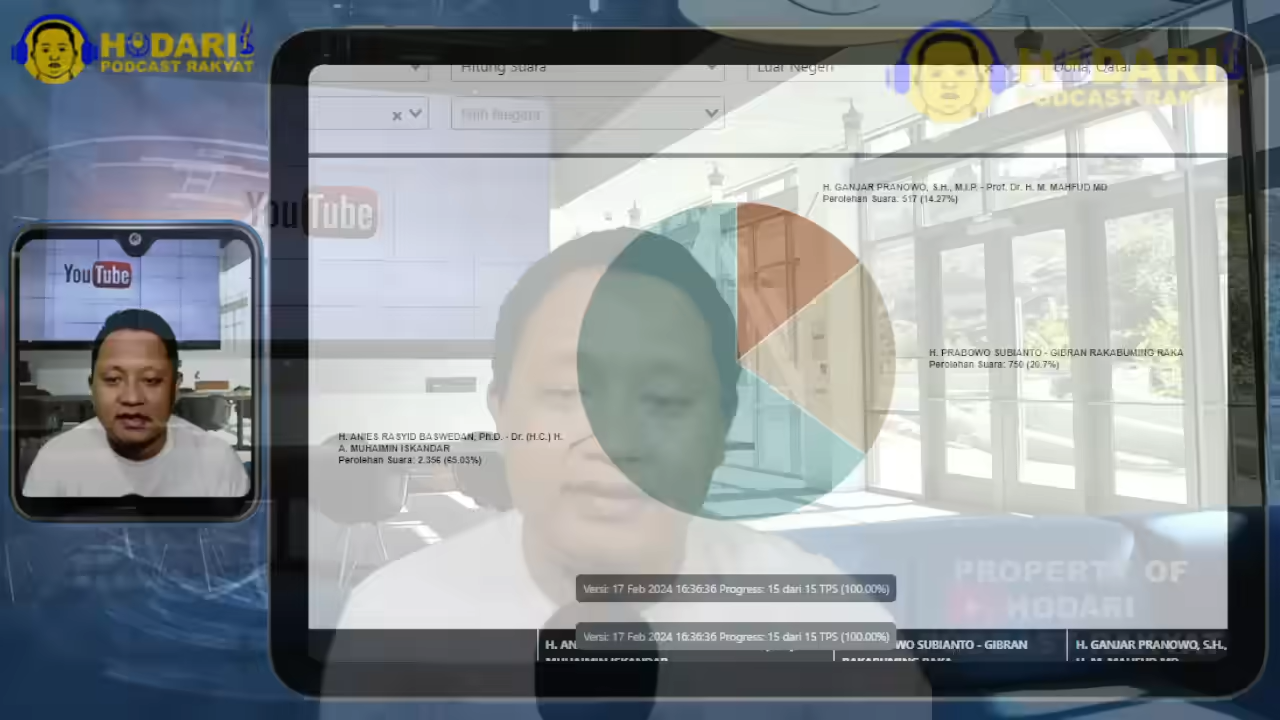 HODARI
PODCAST RAKYAT
HODARI
PODCAST RAKYAT
Hitung Suara
Luar Negeri
Doha, Qatar
Pilih Negara
YouTube
YouTube
H. GANJAR PRANOWO, S.H., M.I.P. - Prof. Dr. H. M. MAHFUD MD
Perolehan Suara: 517 (14.27%)
H. PRABOWO SUBIANTO - GIBRAN RAKABUMING RAKA
Perolehan Suara: 750 (20.7%)
H. ANIES RASYID BASWEDAN, Ph.D. - Dr. (H.C.) H.
A. MUHAIMIN ISKANDAR
Perolehan Suara: 2.356 (65.03%)
PROPERTY OF
HODARI
Versi: 17 Feb 2024 16:36:36 Progress: 15 dari 15 TPS (100.00%)
Versi: 17 Feb 2024 16:36:36 Progress: 15 dari 15 TPS (100.00%)
H. AN
WO SUBIANTO - GIBRAN
H. GANJAR PRANOWO, S.H.,
MUHAIMIN ISKANDAR
RAKABUMING RAKA
H. M. MAHFUD MD